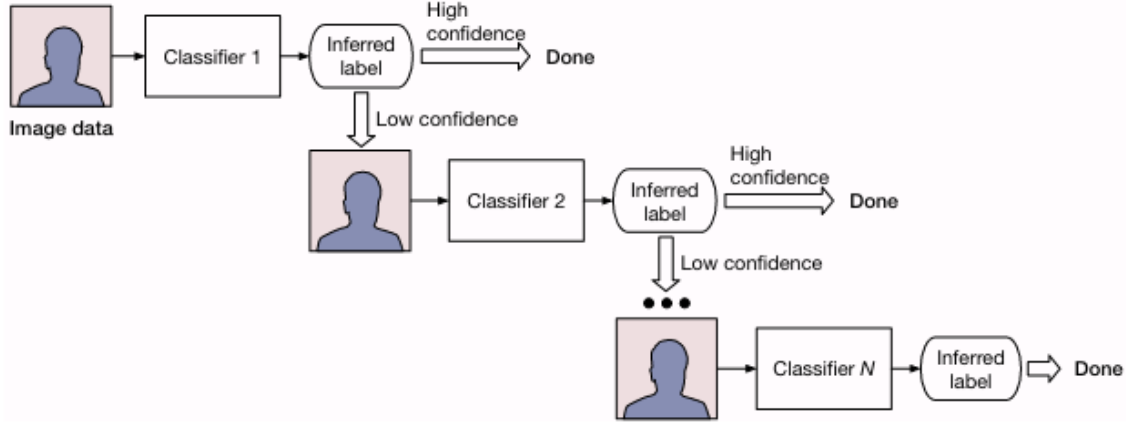 High
confidence
Classifier 1
Inferred
label
Done
Image data
Low confidence
High
confidence
Classifier 2
Inferred
label
Done
Low confidence
Classifier N
Inferred
label
Done